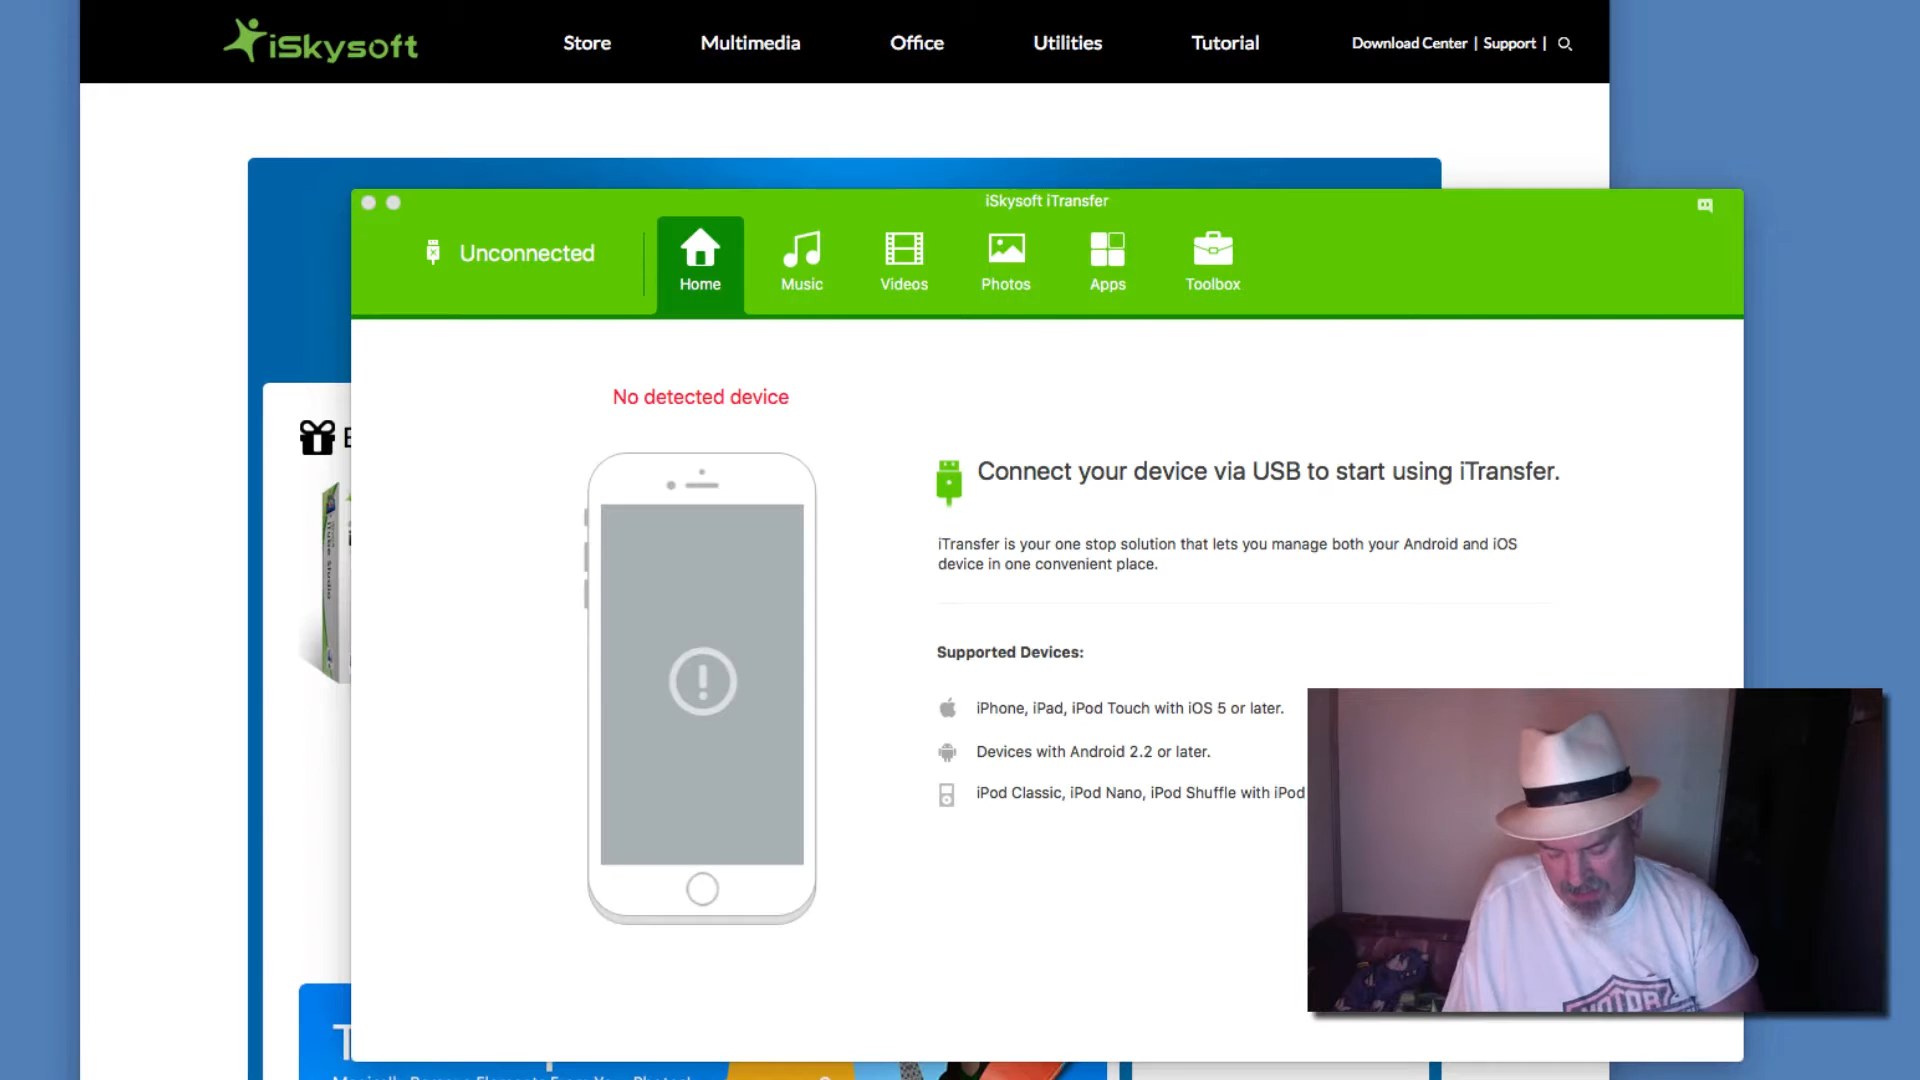 iSkysoft
Store
Multimedia
Office
Utilities
Tutorial
Download Center | Support |
iSkysoft iTransfer
Unconnected
Home
Music
Videos
Photos
Apps
Toolbox
No detected device
Connect your device via USB to start using iTransfer.
iTransfer is your one stop solution that lets you manage both your Android and iOS
device in one convenient place.
Supported Devices:
iPhone, iPad, iPod Touch with iOS 5 or later.
Devices with Android 2.2 or later.
iPod Classic, iPod Nano, iPod Shuffle with iPod
iTube Studio
MOTOR